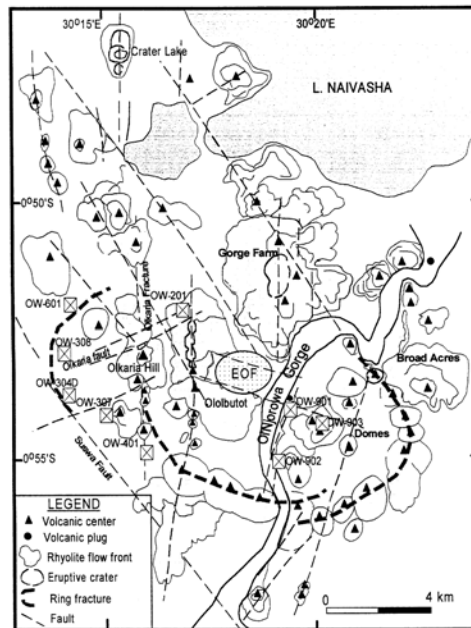 30°15'E
30°20'E
Crater Lake
L. NAIVASHA
0°50'S
Gorge Farm
OW-601
OW-201
Olkaria Fracture
OW-308
Olkaria fault
Olkaria Hill
EOF
Ol'Njorowa Gorge
Broad Acres
OW-304D
OW-307
Ololbutot
OW-901
OW-903
Domes
OW-401
Suswa Fault
OW-902
0°55'S
LEGEND
Volcanic center
Volcanic plug
Rhyolite flow front
Eruptive crater
Ring fracture
Fault
0
4 km